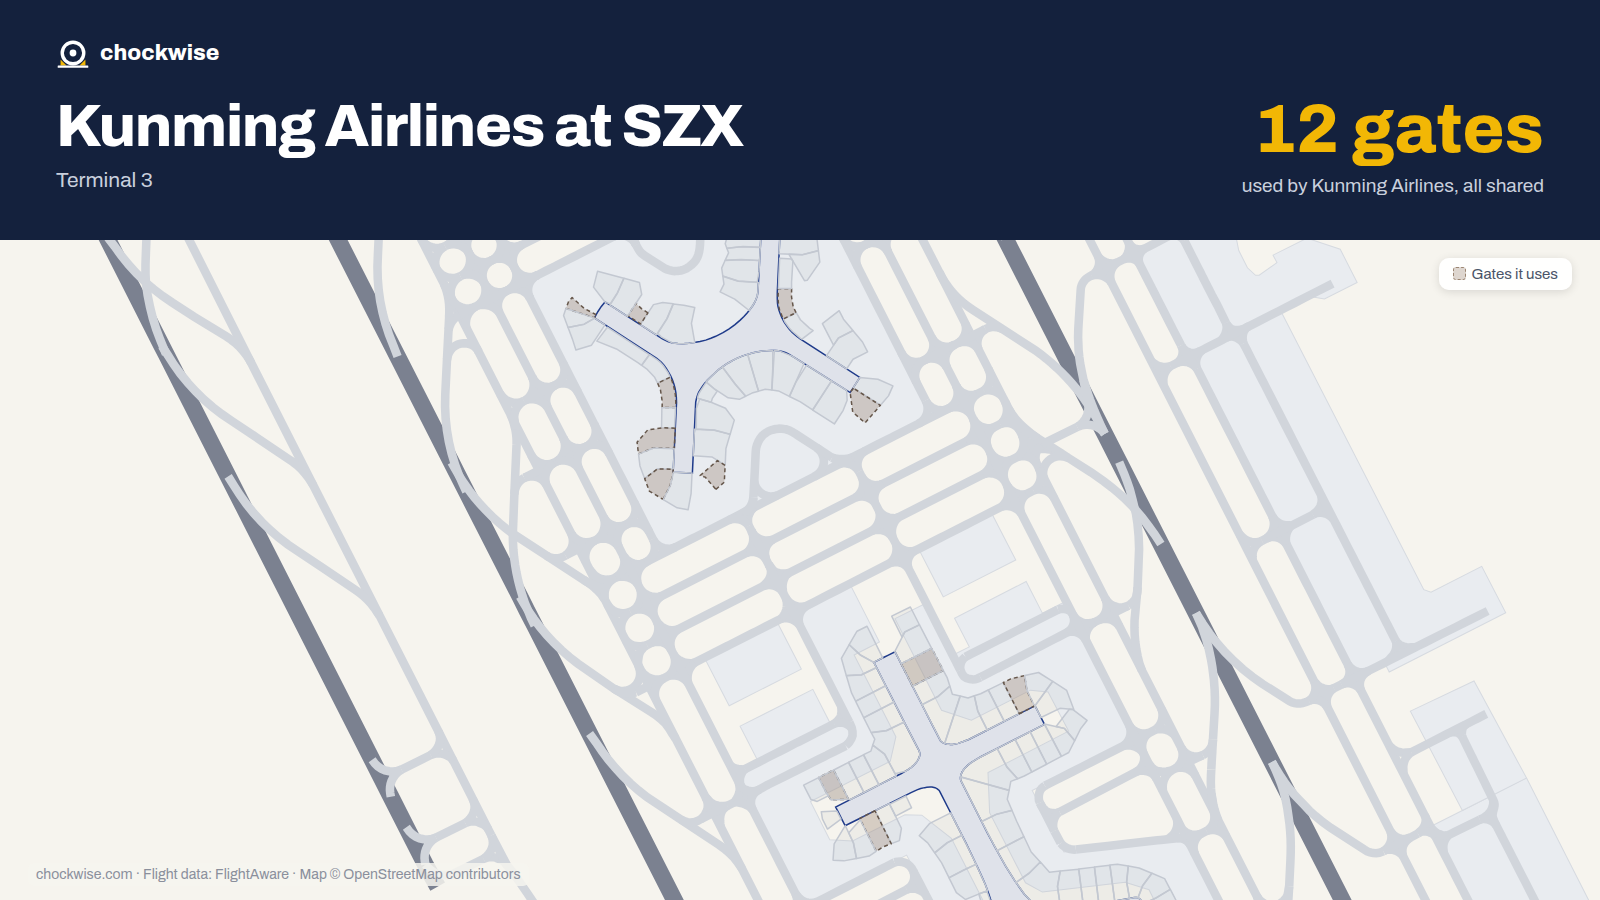 chockwise
Kunming Airlines at SZX
Terminal 3
12 gates
used by Kunming Airlines, all shared
Gates it uses
chockwise.com · Flight data: FlightAware · Map © OpenStreetMap contributors